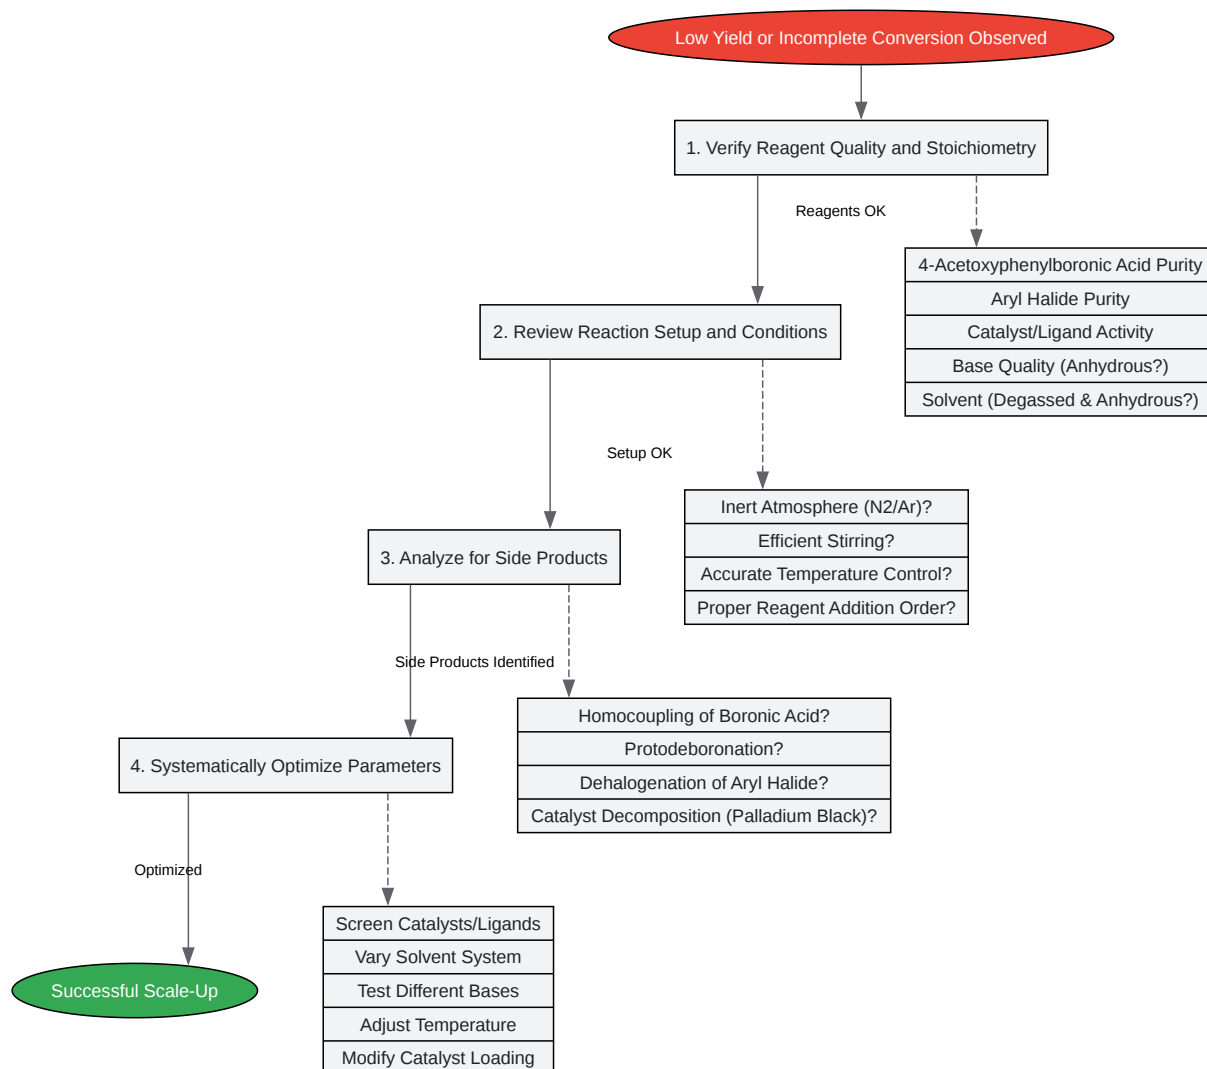 Low Yield or Incomplete Conversion Observed
1. Verify Reagent Quality and Stoichiometry
Reagents OK
4-Acetoxyphenylboronic Acid Purity
Aryl Halide Purity
Catalyst/Ligand Activity
Base Quality (Anhydrous?)
Solvent (Degassed & Anhydrous?)
2. Review Reaction Setup and Conditions
Setup OK
Inert Atmosphere (N2/Ar)?
Efficient Stirring?
Accurate Temperature Control?
Proper Reagent Addition Order?
3. Analyze for Side Products
Side Products Identified
Homocoupling of Boronic Acid?
Protodeboronation?
Dehalogenation of Aryl Halide?
Catalyst Decomposition (Palladium Black)?
4. Systematically Optimize Parameters
Optimized
Screen Catalysts/Ligands
Vary Solvent System
Test Different Bases
Adjust Temperature
Modify Catalyst Loading
Successful Scale-Up